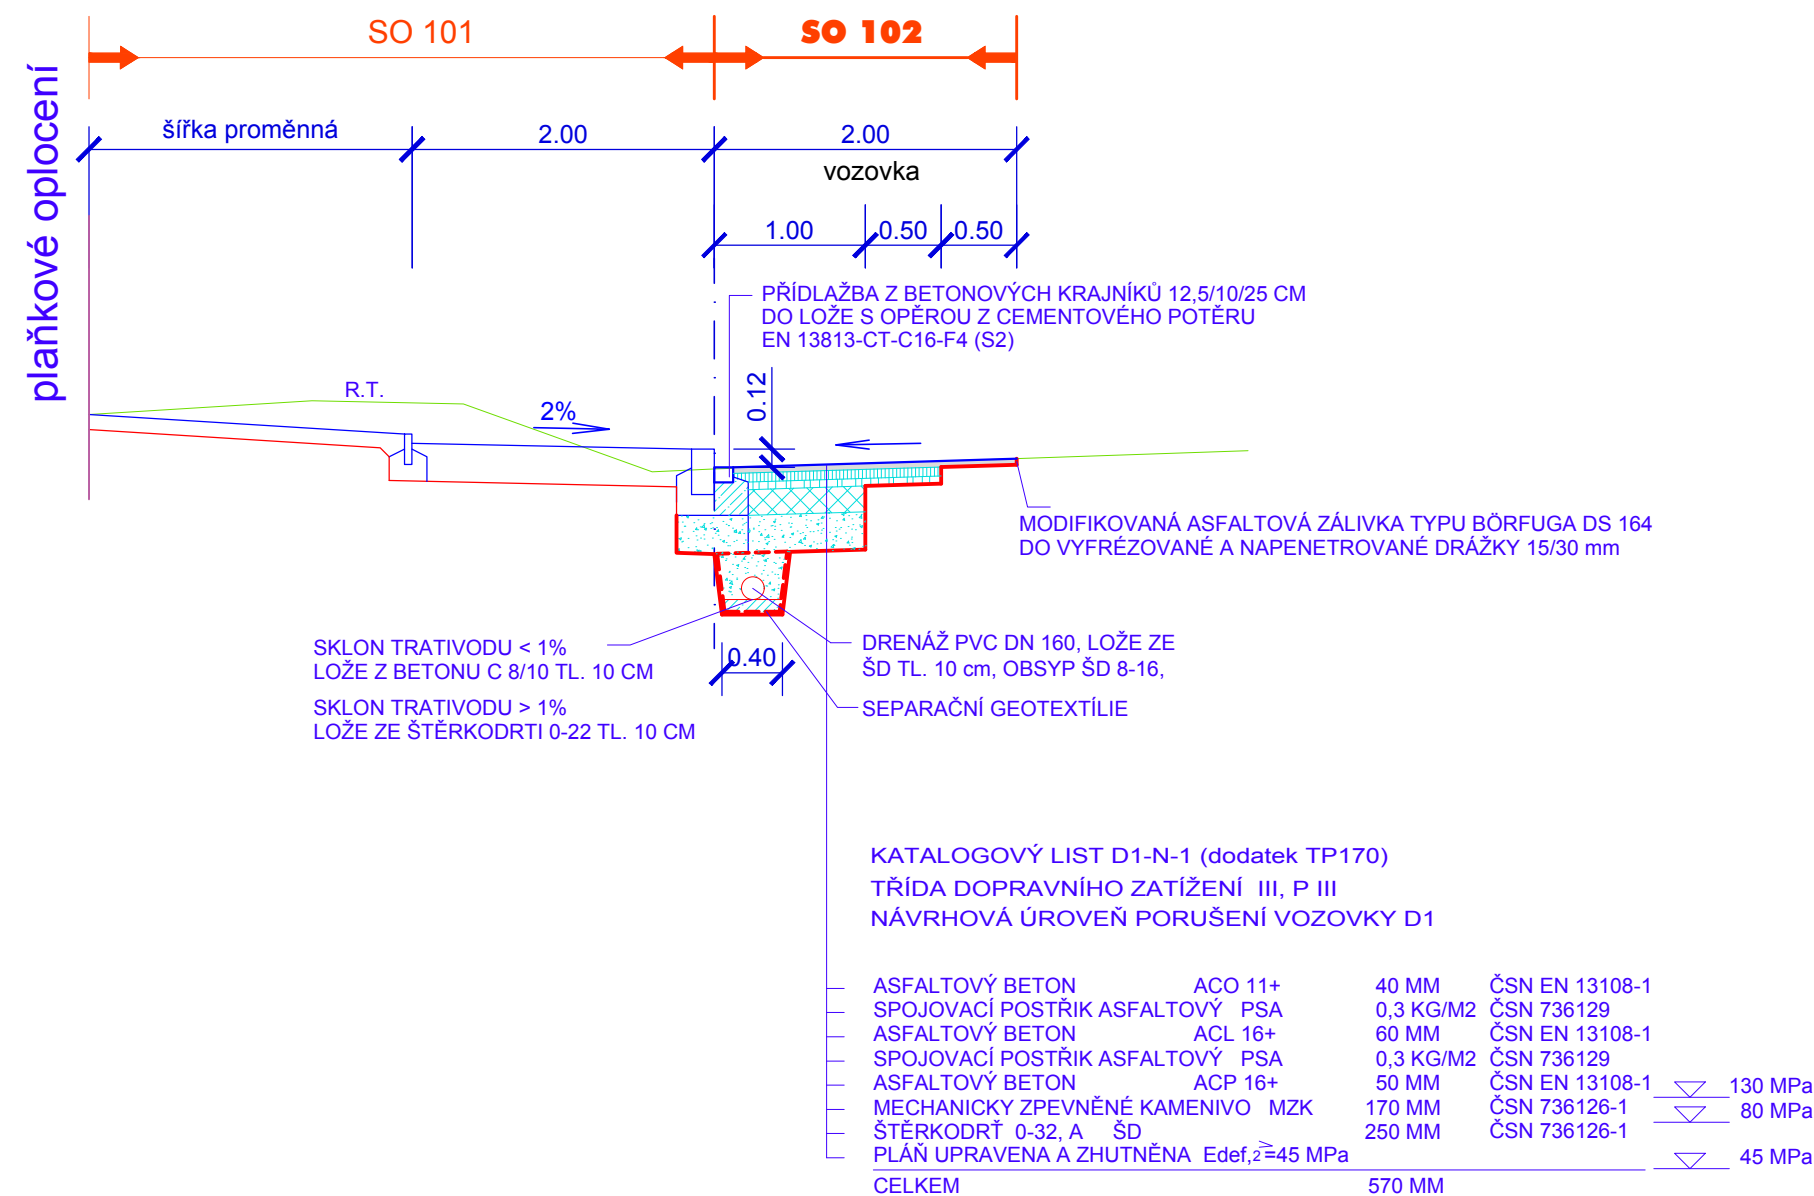 SO 101
SO 102
plaňkové oplocení
šířka proměnná
2.00
2.00
vozovka
1.00
0.50
0.50
PŘÍDLAŽBA Z BETONOVÝCH KRAJNÍKŮ 12,5/10/25 CM
DO LOŽE S OPĚROU Z CEMENTOVÉHO POTĚRU
EN 13813-CT-C16-F4 (S2)
R.T.
2%
0.12
MODIFIKOVANÁ ASFALTOVÁ ZÁLIVKA TYPU BÖRFUGA DS 164
DO VYFRÉZOVANÉ A NAPENETROVANÉ DRÁŽKY 15/30 mm
SKLON TRATIVODU < 1%
LOŽE Z BETONU C 8/10 TL. 10 CM
SKLON TRATIVODU > 1%
LOŽE ZE ŠTĚRKODRTI 0-22 TL. 10 CM
0.40
DRENÁŽ PVC DN 160, LOŽE ZE
ŠD TL. 10 cm, OBSYP ŠD 8-16,
SEPARAČNÍ GEOTEXTÍLIE
KATALOGOVÝ LIST D1-N-1 (dodatek TP170)
TŘÍDA DOPRAVNÍHO ZATÍŽENÍ III, P III
NÁVRHOVÁ ÚROVEŇ PORUŠENÍ VOZOVKY D1
ASFALTOVÝ BETON ACO 11+ 40 MM ČSN EN 13108-1
SPOJOVACÍ POSTŘIK ASFALTOVÝ PSA 0,3 KG/M2 ČSN 736129
ASFALTOVÝ BETON ACL 16+ 60 MM ČSN EN 13108-1
SPOJOVACÍ POSTŘIK ASFALTOVÝ PSA 0,3 KG/M2 ČSN 736129
ASFALTOVÝ BETON ACP 16+ 50 MM ČSN EN 13108-1 130 MPa
MECHANICKY ZPEVNĚNÉ KAMENIVO MZK 170 MM ČSN 736126-1 80 MPa
ŠTĚRKODRŤ 0-32, A ŠD 250 MM ČSN 736126-1
PLÁŇ UPRAVENA A ZHUTNĚNA Edef,2≥=45 MPa 45 MPa
CELKEM 570 MM